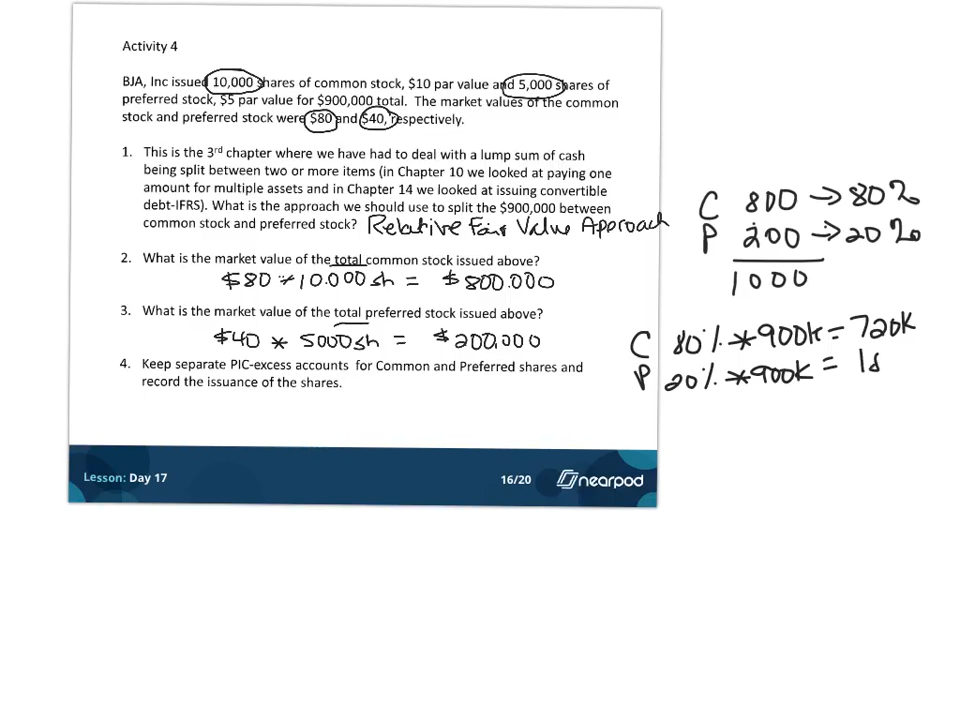 Activity 4
BJA, Inc issued 10,000 shares of common stock, $10 par value and 5,000 shares of
preferred stock, $5 par value for $900,000 total. The market values of the common
stock and preferred stock were $80 and $40, respectively.
1. This is the 3rd chapter where we have had to deal with a lump sum of cash
being split between two or more items (in Chapter 10 we looked at paying one
amount for multiple assets and in Chapter 14 we looked at issuing convertible
debt-IFRS). What is the approach we should use to split the $900,000 between
common stock and preferred stock? Relative Fair Value Approach
2. What is the market value of the total common stock issued above?
$80 * 10.000 sh = $800.000
3. What is the market value of the total preferred stock issued above?
$40 * 5000 sh = $200,000
4. Keep separate PIC-excess accounts for Common and Preferred shares and
record the issuance of the shares.
C 800 → 80%
P 200 → 20%
1000
C 80% * 900k = 720k
P 20% * 900k = 18
Lesson: Day 17
16/20
nearpod